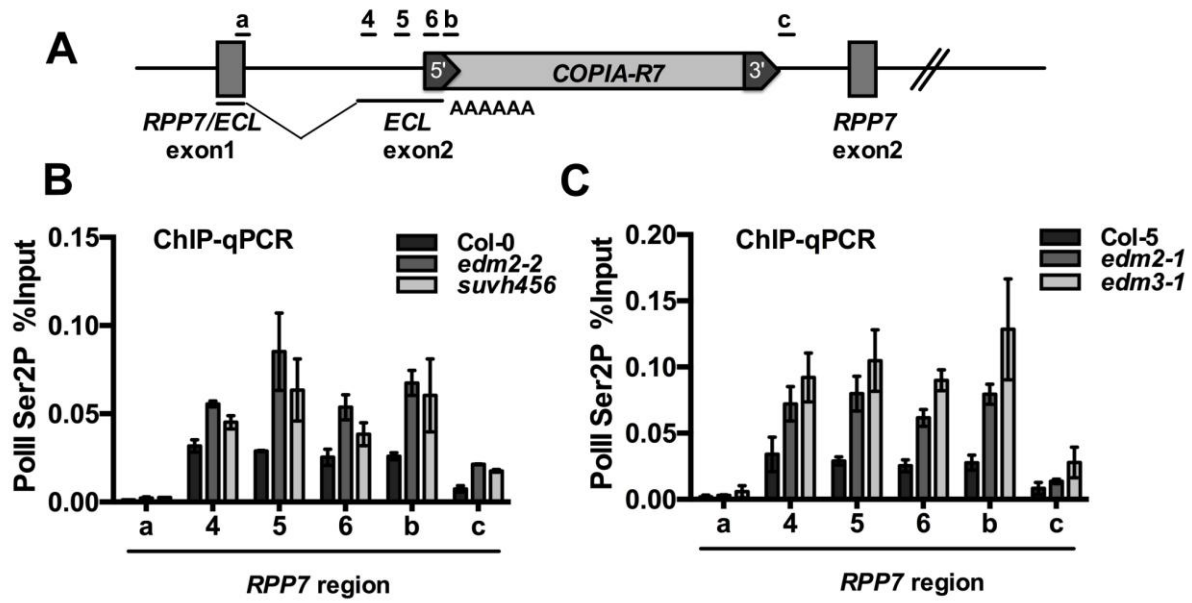 A
a 4 5 6 b c
5' COPIA-R7 3'
AAAAAA
RPP7/ECL
exon1
ECL
exon2
RPP7
exon2
B
ChIP-qPCR
Col-0
edm2-2
suvh456
PolII Ser2P %Input
0.15
0.10
0.05
0.00
a 4 5 6 b c
RPP7 region
C
ChIP-qPCR
Col-5
edm2-1
edm3-1
PolII Ser2P %Input
0.20
0.15
0.10
0.05
0.00
a 4 5 6 b c
RPP7 region